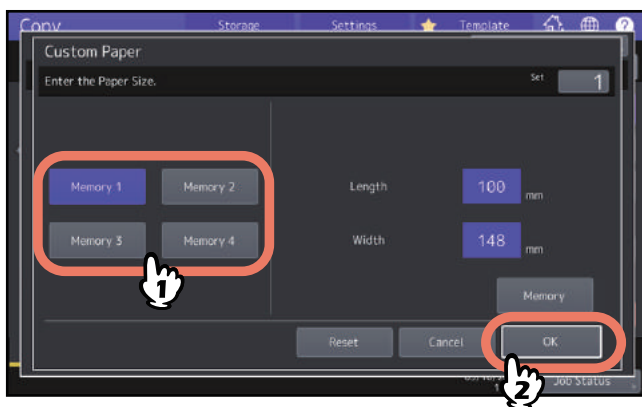 Copy Storage Settings Template ?
Custom Paper
Enter the Paper Size. Set 1
Memory 1 Memory 2 Length 100 mm
Memory 3 Memory 4 Width 148 mm
1
Memory
Reset Cancel OK
2
Job Status